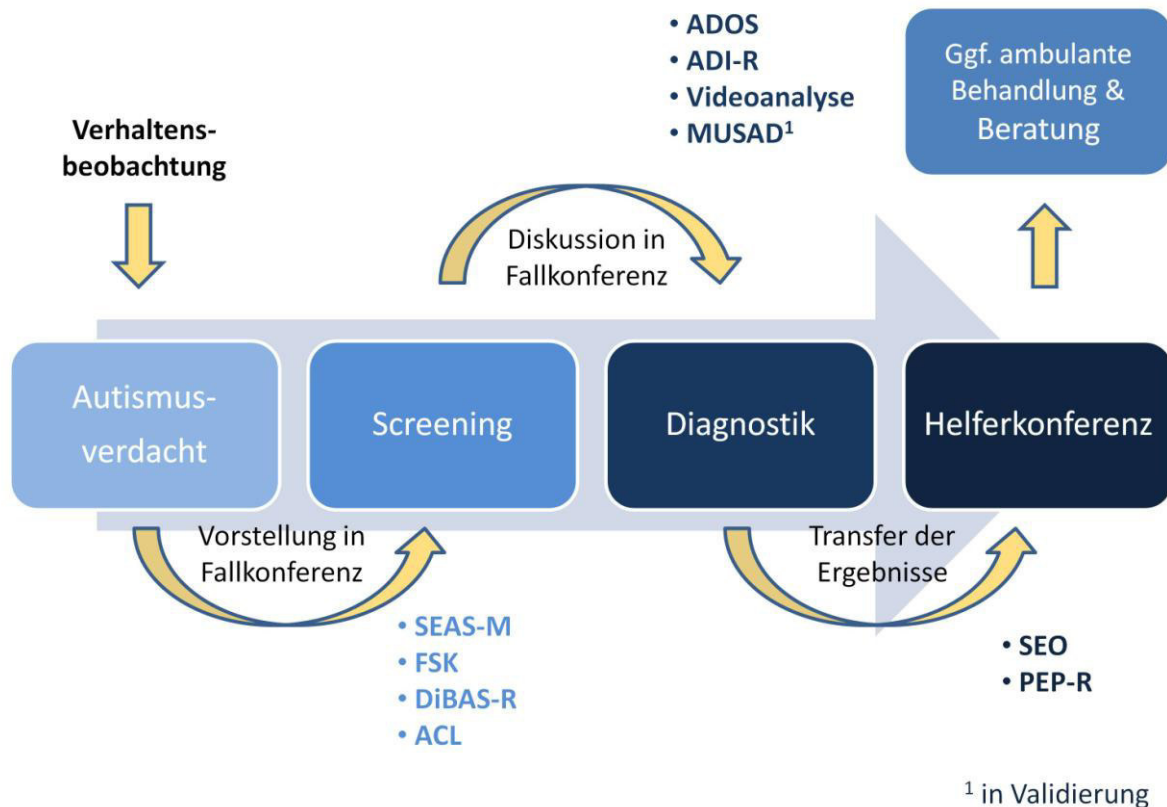 • ADOS
• ADI-R
• Videoanalyse
• MUSAD¹
Ggf. ambulante
Behandlung &
Beratung
Verhaltens-
beobachtung
Diskussion in
Fallkonferenz
Autismus-
verdacht
Screening
Diagnostik
Helferkonferenz
Vorstellung in
Fallkonferenz
Transfer der
Ergebnisse
• SEAS-M
• FSK
• DiBAS-R
• ACL
• SEO
• PEP-R
¹ in Validierung